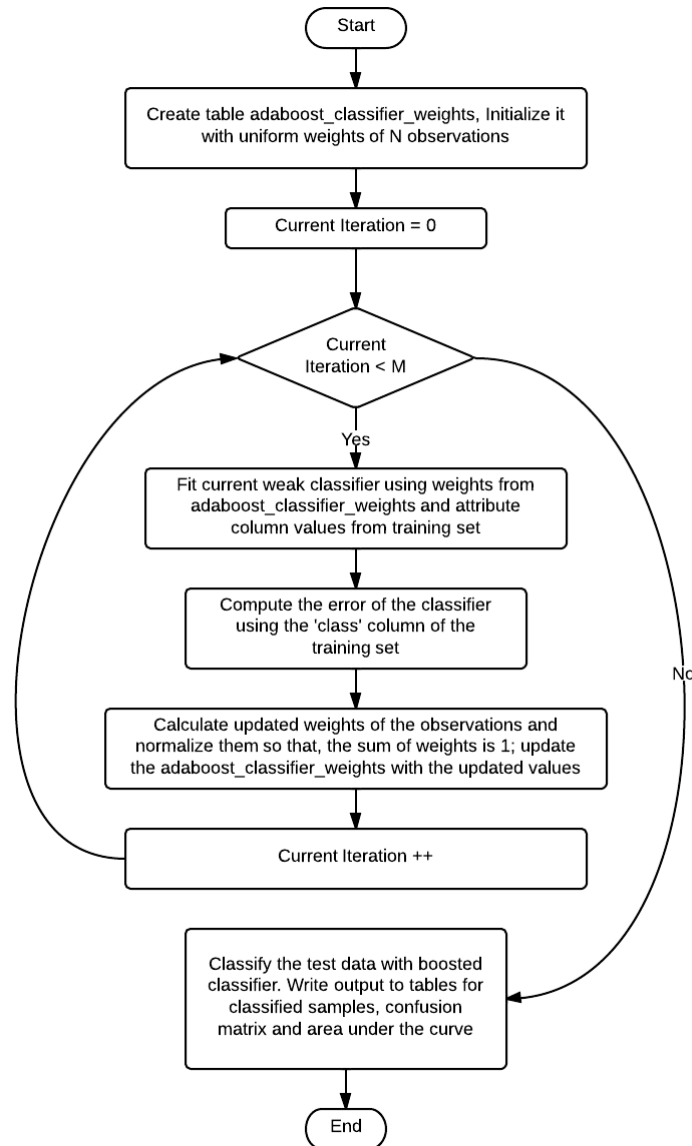 Start
Create table adaboost_classifier_weights, Initialize it
with uniform weights of N observations
Current Iteration = 0
Current
Iteration < M
Yes
Fit current weak classifier using weights from
adaboost_classifier_weights and attribute
column values from training set
Compute the error of the classifier
using the 'class' column of the
training set
No
Calculate updated weights of the observations and
normalize them so that, the sum of weights is 1; update
the adaboost_classifier_weights with the updated values
Current Iteration ++
Classify the test data with boosted
classifier. Write output to tables for
classified samples, confusion
matrix and area under the curve
End